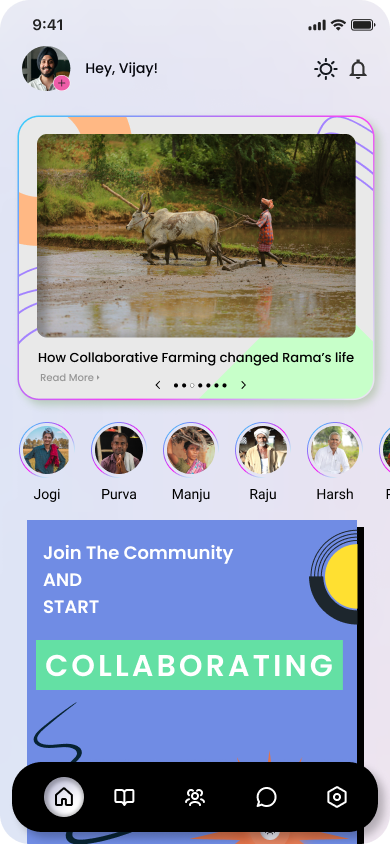 9:41
Hey, Vijay!
How Collaborative Farming changed Rama's life
Read More
Jogi Purva Manju Raju Harsh
Join The Community
AND
START
COLLABORATING